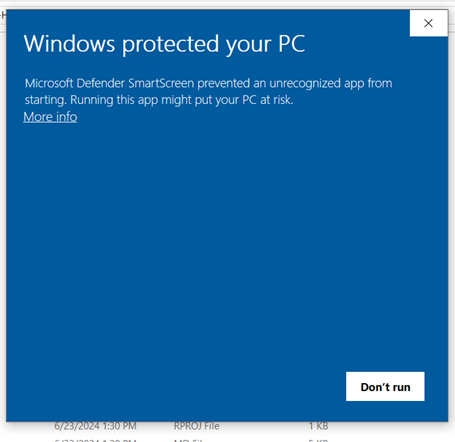 Windows protected your PC
Microsoft Defender SmartScreen prevented an unrecognized app from
starting. Running this app might put your PC at risk.
More info
Don’t run
6/23/2024 1:30 PM RPROJ File 1 KB